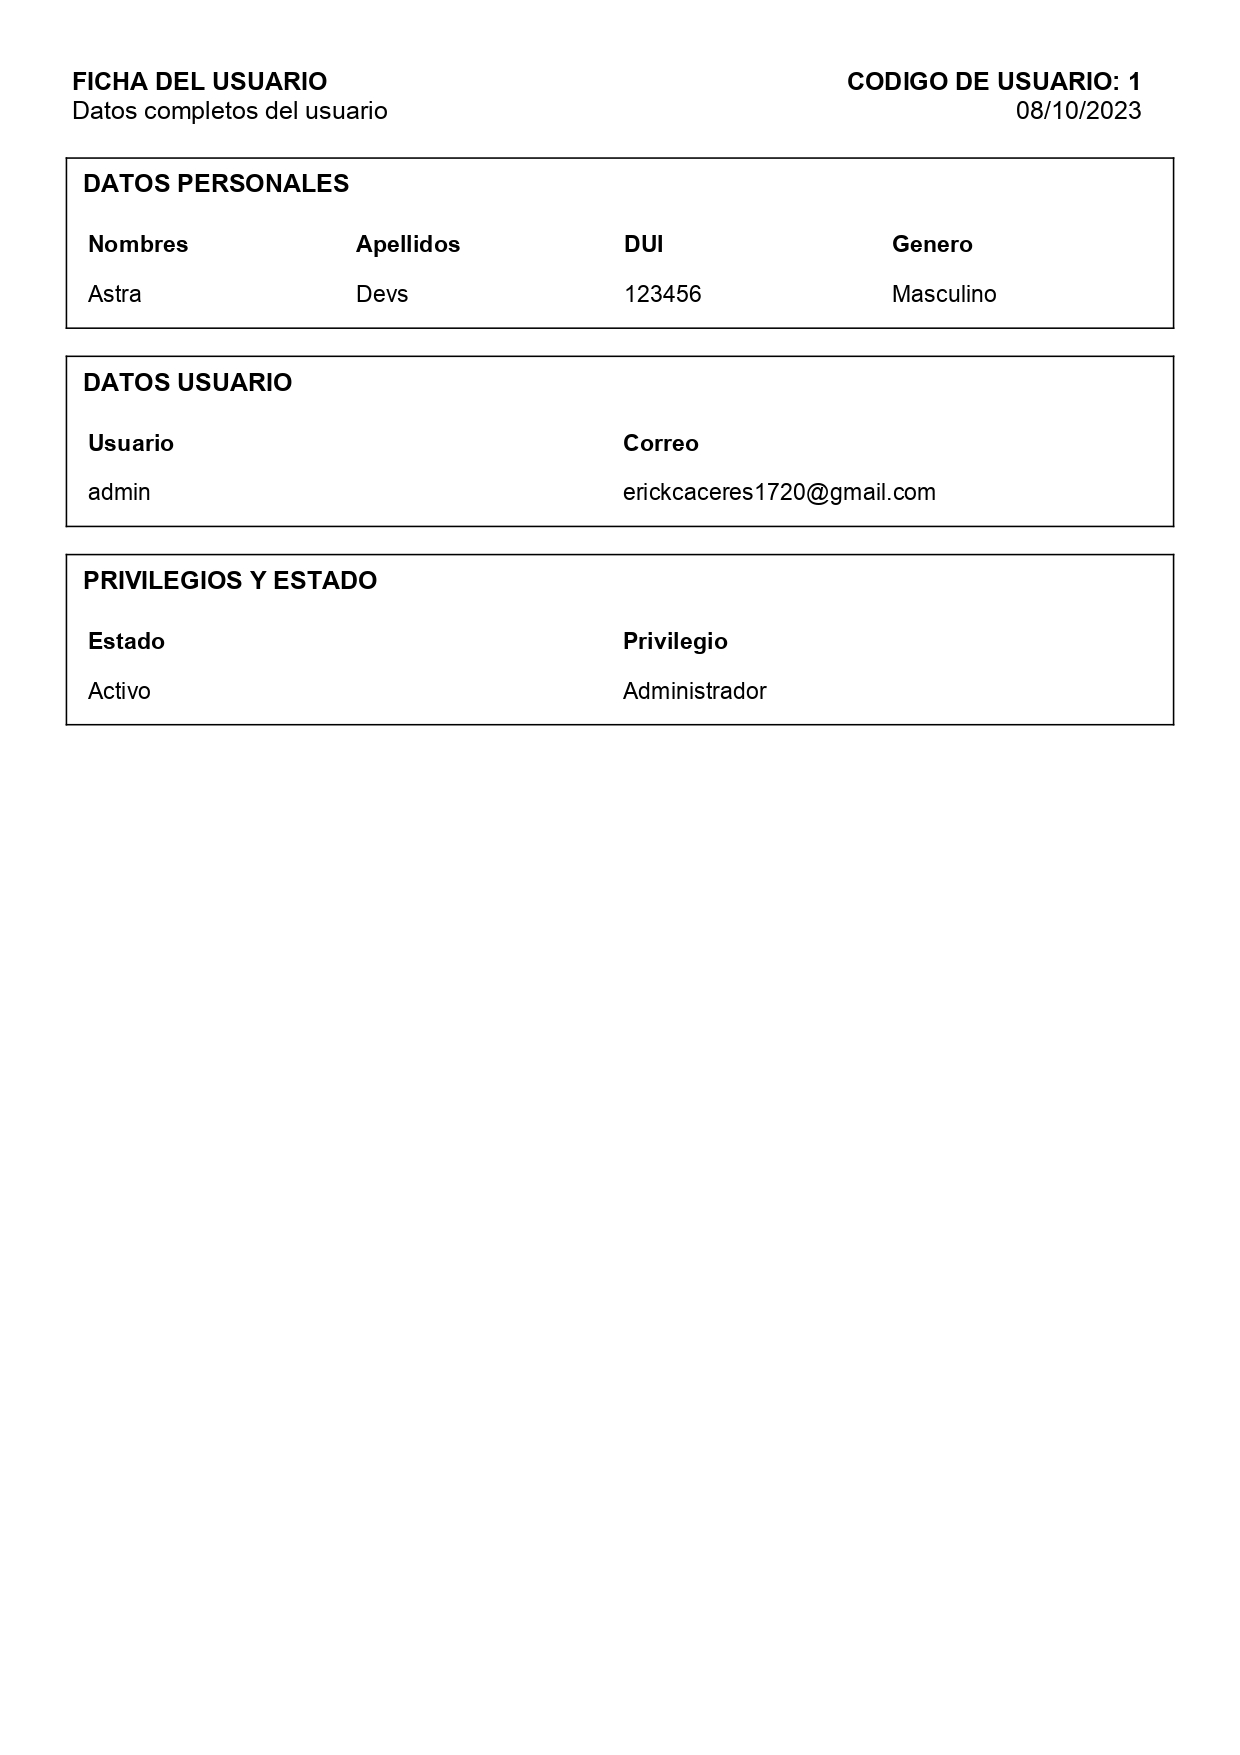 FICHA DEL USUARIO CODIGO DE USUARIO: 1
Datos completos del usuario 08/10/2023
DATOS PERSONALES
Nombres Apellidos DUI Genero
Astra Devs 123456 Masculino
DATOS USUARIO
Usuario Correo
admin erickcaceres1720@gmail.com
PRIVILEGIOS Y ESTADO
Estado Privilegio
Activo Administrador